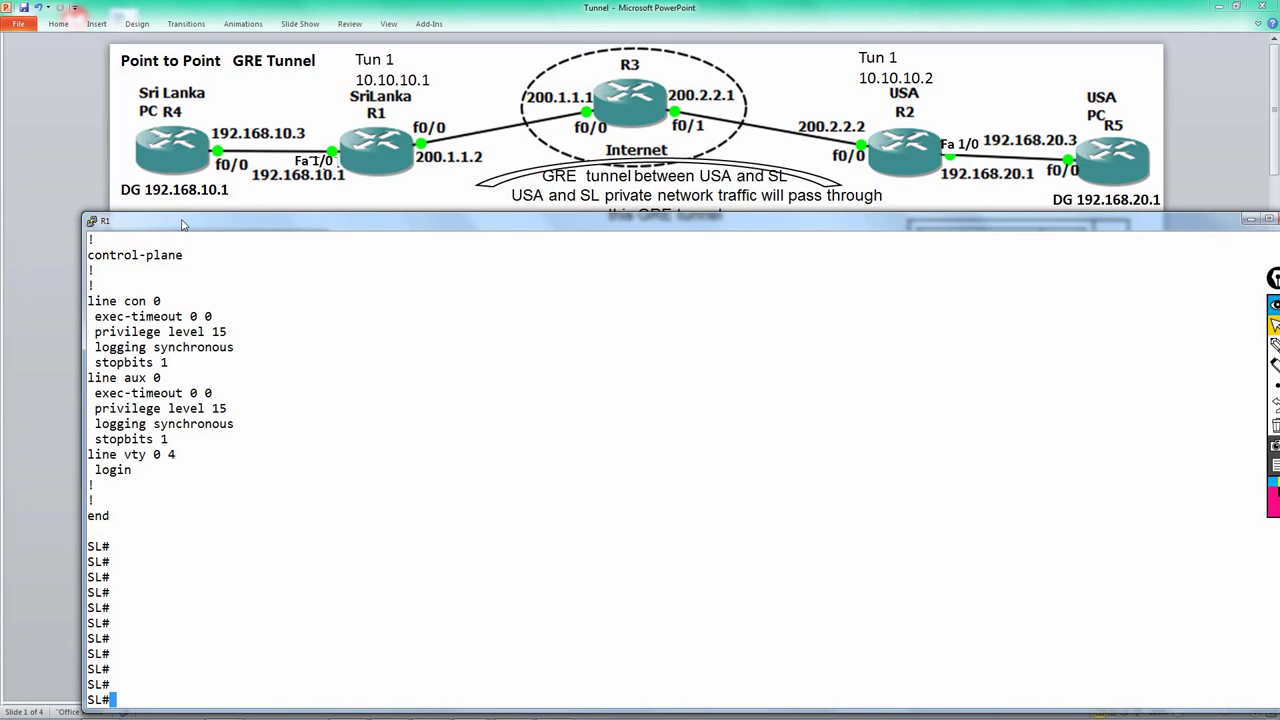 Tunnel - Microsoft PowerPoint
File Home Insert Design Transitions Animations Slide Show Review View Add-Ins
Point to Point GRE Tunnel
Tun 1
10.10.10.1
Sri Lanka
PC R4
SriLanka
R1
R3
Tun 1
10.10.10.2
USA
R2
USA
PC
R5
200.1.1.1
200.2.2.1
192.168.10.3
f0/0
f0/0
f0/1
200.2.2.2
Fa 1/0
192.168.20.3
f0/0
Fa 1/0
200.1.1.2
Internet
f0/0
f0/0
192.168.10.1
192.168.20.1
DG 192.168.10.1
DG 192.168.20.1
GRE tunnel between USA and SL
USA and SL private network traffic will pass through
this GRE tunnel
R1
!
control-plane
!
!
line con 0
exec-timeout 0 0
privilege level 15
logging synchronous
stopbits 1
line aux 0
exec-timeout 0 0
privilege level 15
logging synchronous
stopbits 1
line vty 0 4
login
!
!
end
SL#
SL#
SL#
SL#
SL#
SL#
SL#
SL#
SL#
SL#
SL#
Slide 1 of 4